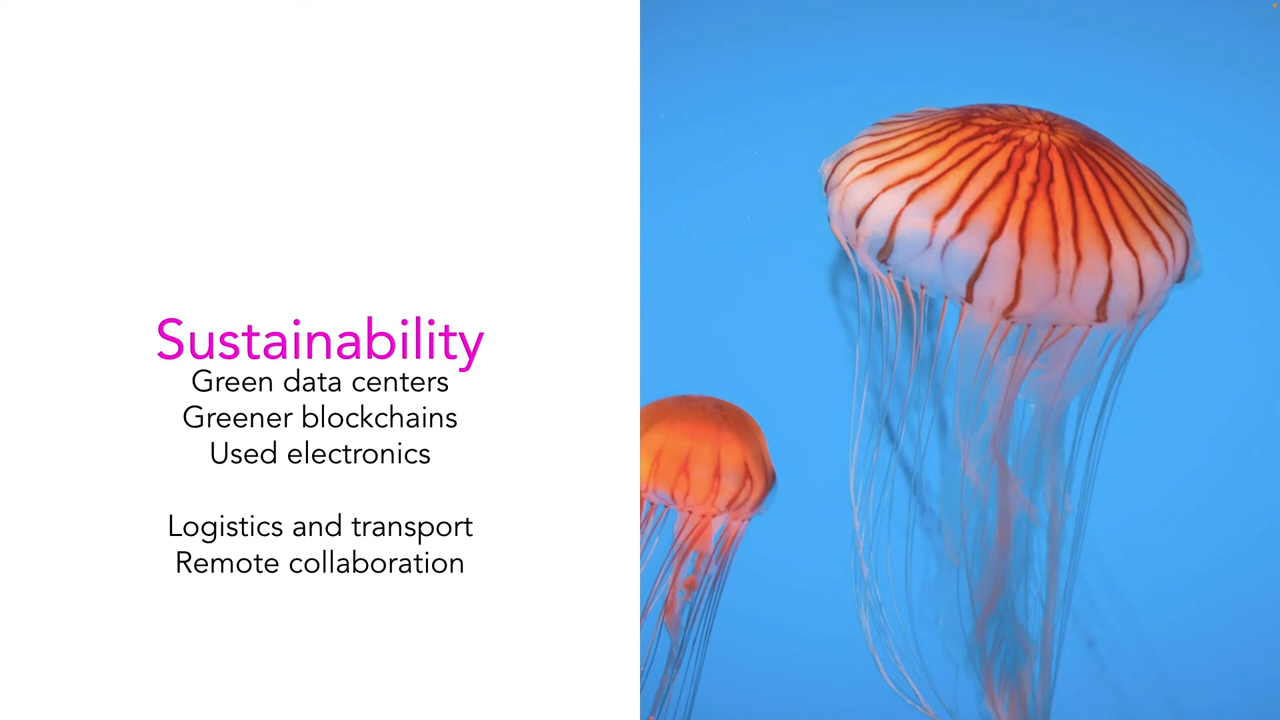 Sustainability
Green data centers
Greener blockchains
Used electronics
Logistics and transport
Remote collaboration